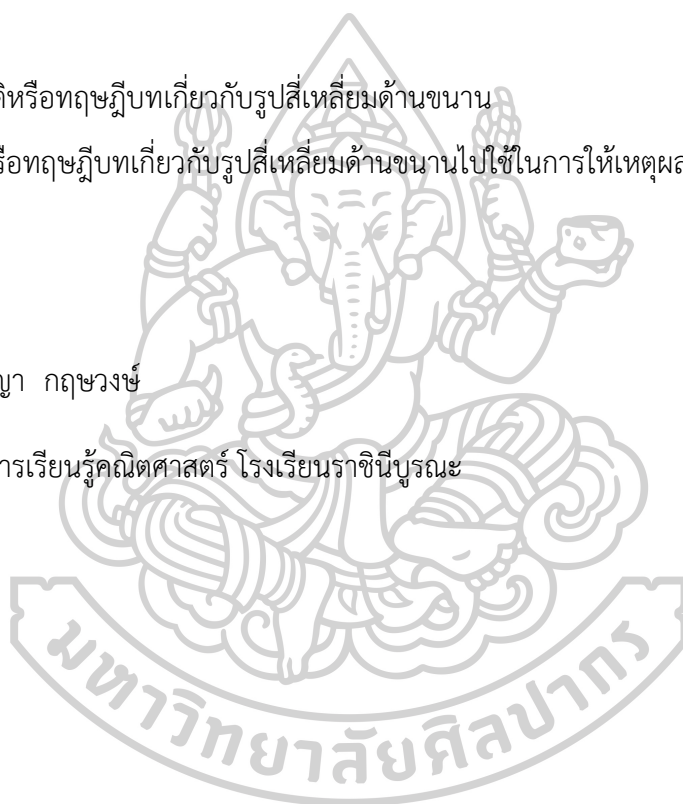 ติหรือทฤษฎีบทเกี่ยวกับรูปสี่เหลี่ยมด้านขนาน
รือทฤษฎีบทเกี่ยวกับรูปสี่เหลี่ยมด้านขนานไปใช้ในการให้เหตุผล
ญา กฤษวงษ์
ารเรียนรู้คณิตศาสตร์ โรงเรียนราชินีบูรณะ
มหาวิทยาลัยศิลปากร